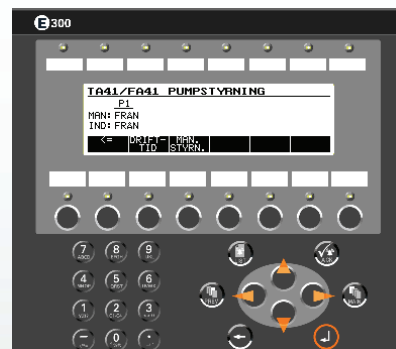 E300
TA41/FA41 PUMPSTYRNING
P1
MAN: FRAN
IND: FRAN
<= DRIFT- MAN.
TID STYRN.
7 8 9
4 5 6
1 2 3
0 .
PREV